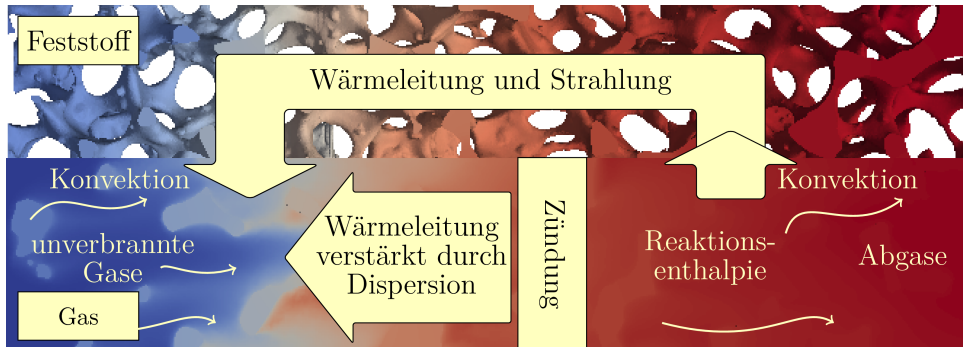 Feststoff
Wärmeleitung und Strahlung
Konvektion
unverbrannte
Gase
Gas
Wärmeleitung
verstärkt durch
Dispersion
Zündung
Reaktions-
enthalpie
Konvektion
Abgase